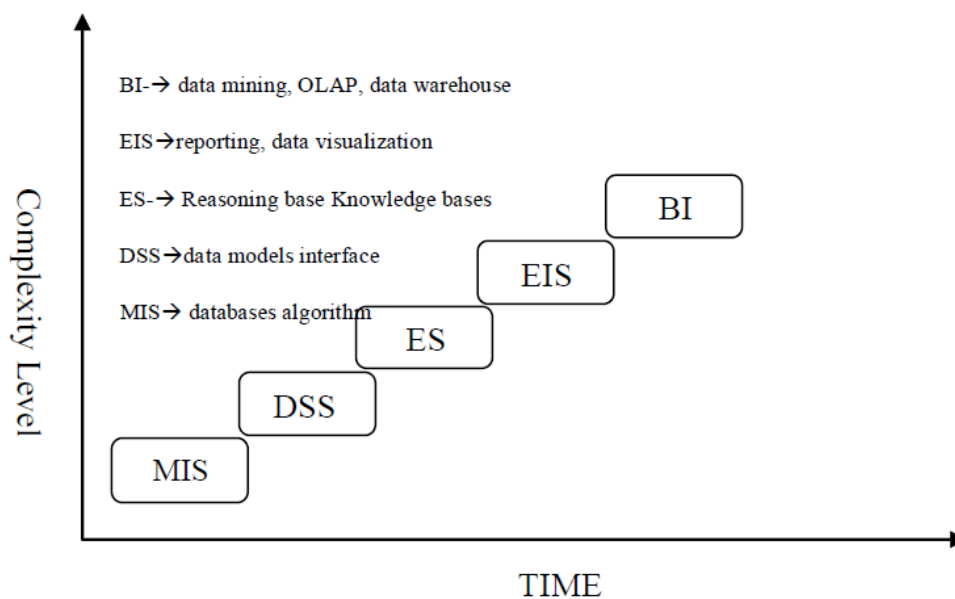 BI-→ data mining, OLAP, data warehouse
EIS→reporting, data visualization
ES-→ Reasoning base Knowledge bases
DSS→data models interface
MIS→ databases algorithm
BI
EIS
ES
DSS
MIS
Complexity Level
TIME